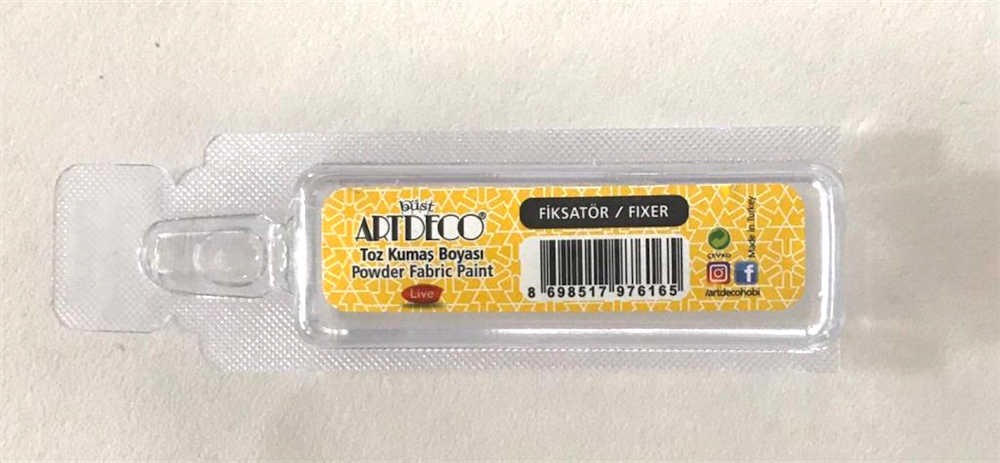 büst
ARTDECO®
Toz Kumaş Boyası
Powder Fabric Paint
Live
FİKSATÖR / FIXER
8 698517 976165
ÇEVKO
/artdecohobi
Made in Turkey